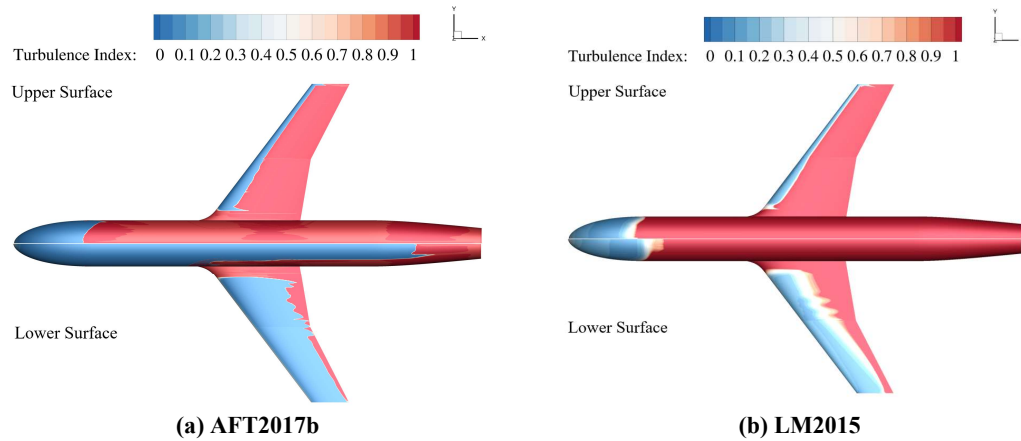 Turbulence Index: 0 0.1 0.2 0.3 0.4 0.5 0.6 0.7 0.8 0.9 1
Y
X
Upper Surface
Lower Surface
(a) AFT2017b
Turbulence Index: 0 0.1 0.2 0.3 0.4 0.5 0.6 0.7 0.8 0.9 1
Y
X
Upper Surface
Lower Surface
(b) LM2015